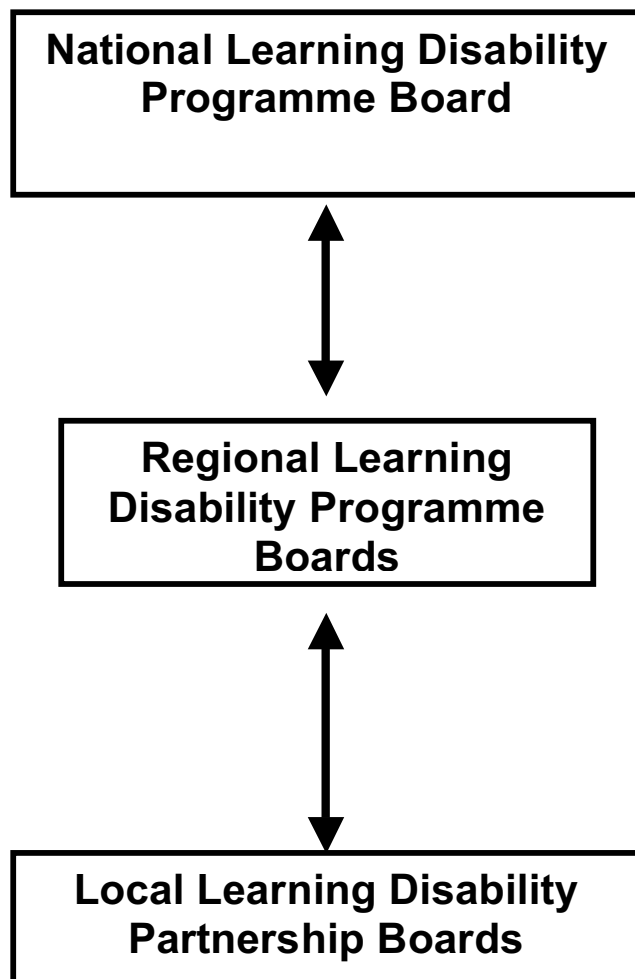 National Learning Disability
Programme Board
Regional Learning
Disability Programme
Boards
Local Learning Disability
Partnership Boards